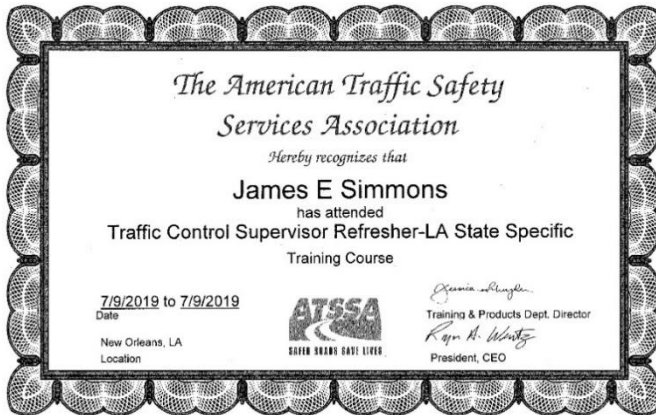 The American Traffic Safety
Services Association
Hereby recognizes that
James E Simmons
has attended
Traffic Control Supervisor Refresher-LA State Specific
Training Course
7/9/2019 to 7/9/2019
Date
New Orleans, LA
Location
ATSSA
SAFER ROADS SAVE LIVES
Training & Products Dept. Director
President, CEO